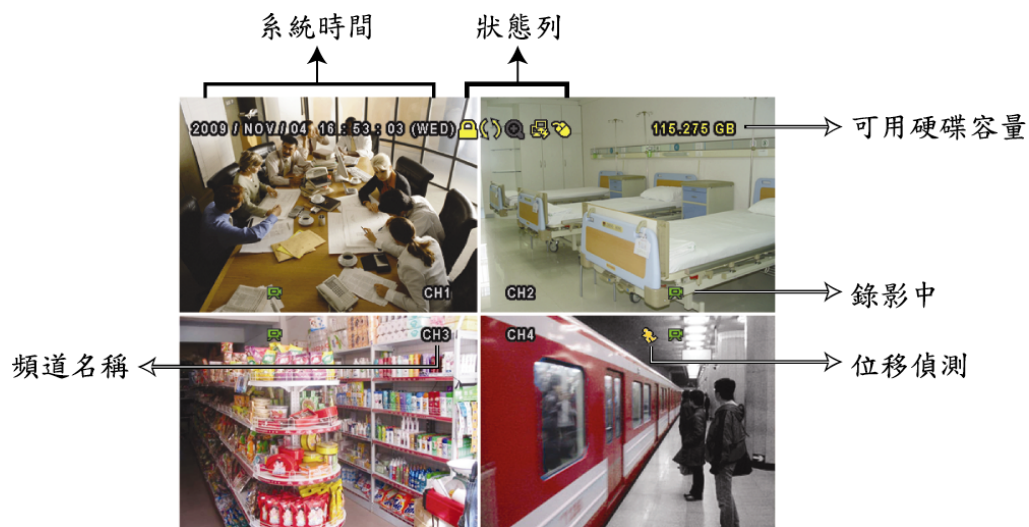 系統時間
狀態列
2009 / NOV / 04 16 : 53 : 03 (WED)
115.275 GB
可用硬碟容量
CH1
CH2
錄影中
CH3
CH4
頻道名稱
位移偵測